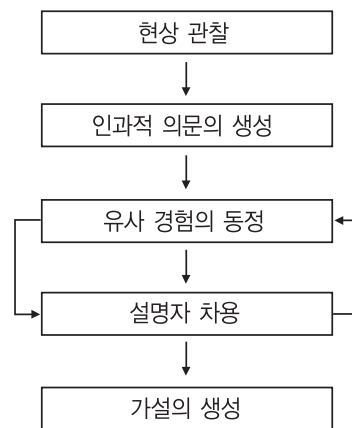 현상 관찰
인과적 의문의 생성
유사 경험의 동정
설명자 차용
가설의 생성